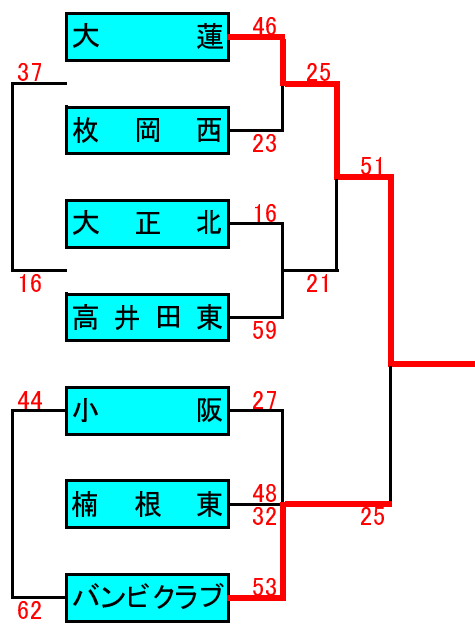 大蓮 46
37 25
枚岡西 23
51
大正北 16
16 21
高井田東 59
44 小阪 27
楠根東 48
32 25
バンビクラブ 53
62